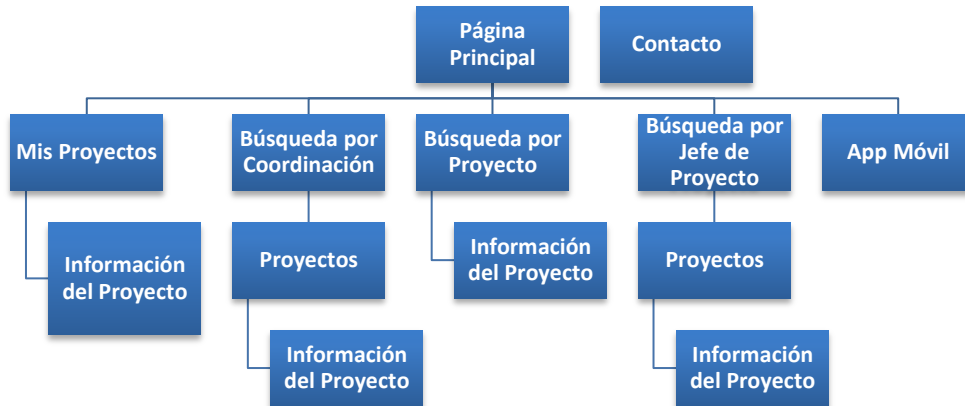 Página
Principal
Contacto
Mis Proyectos
Búsqueda por
Coordinación
Búsqueda por
Proyecto
Búsqueda por
Jefe de
Proyecto
App Móvil
Información
del Proyecto
Proyectos
Información
del Proyecto
Proyectos
Información
del Proyecto
Información
del Proyecto